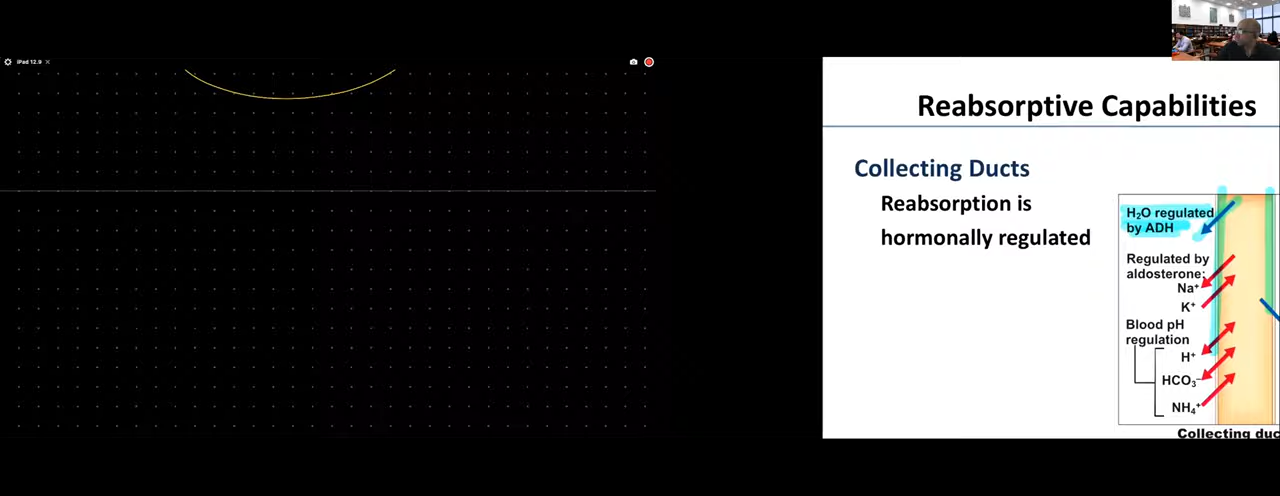 iPad 12.9
Reabsorptive Capabilities
Collecting Ducts
Reabsorption is
hormonally regulated
H₂O regulated
by ADH
Regulated by
aldosterone:
Na⁺
K⁺
Blood pH
regulation
H⁺
HCO₃⁻
NH₄⁺
Collecting duc